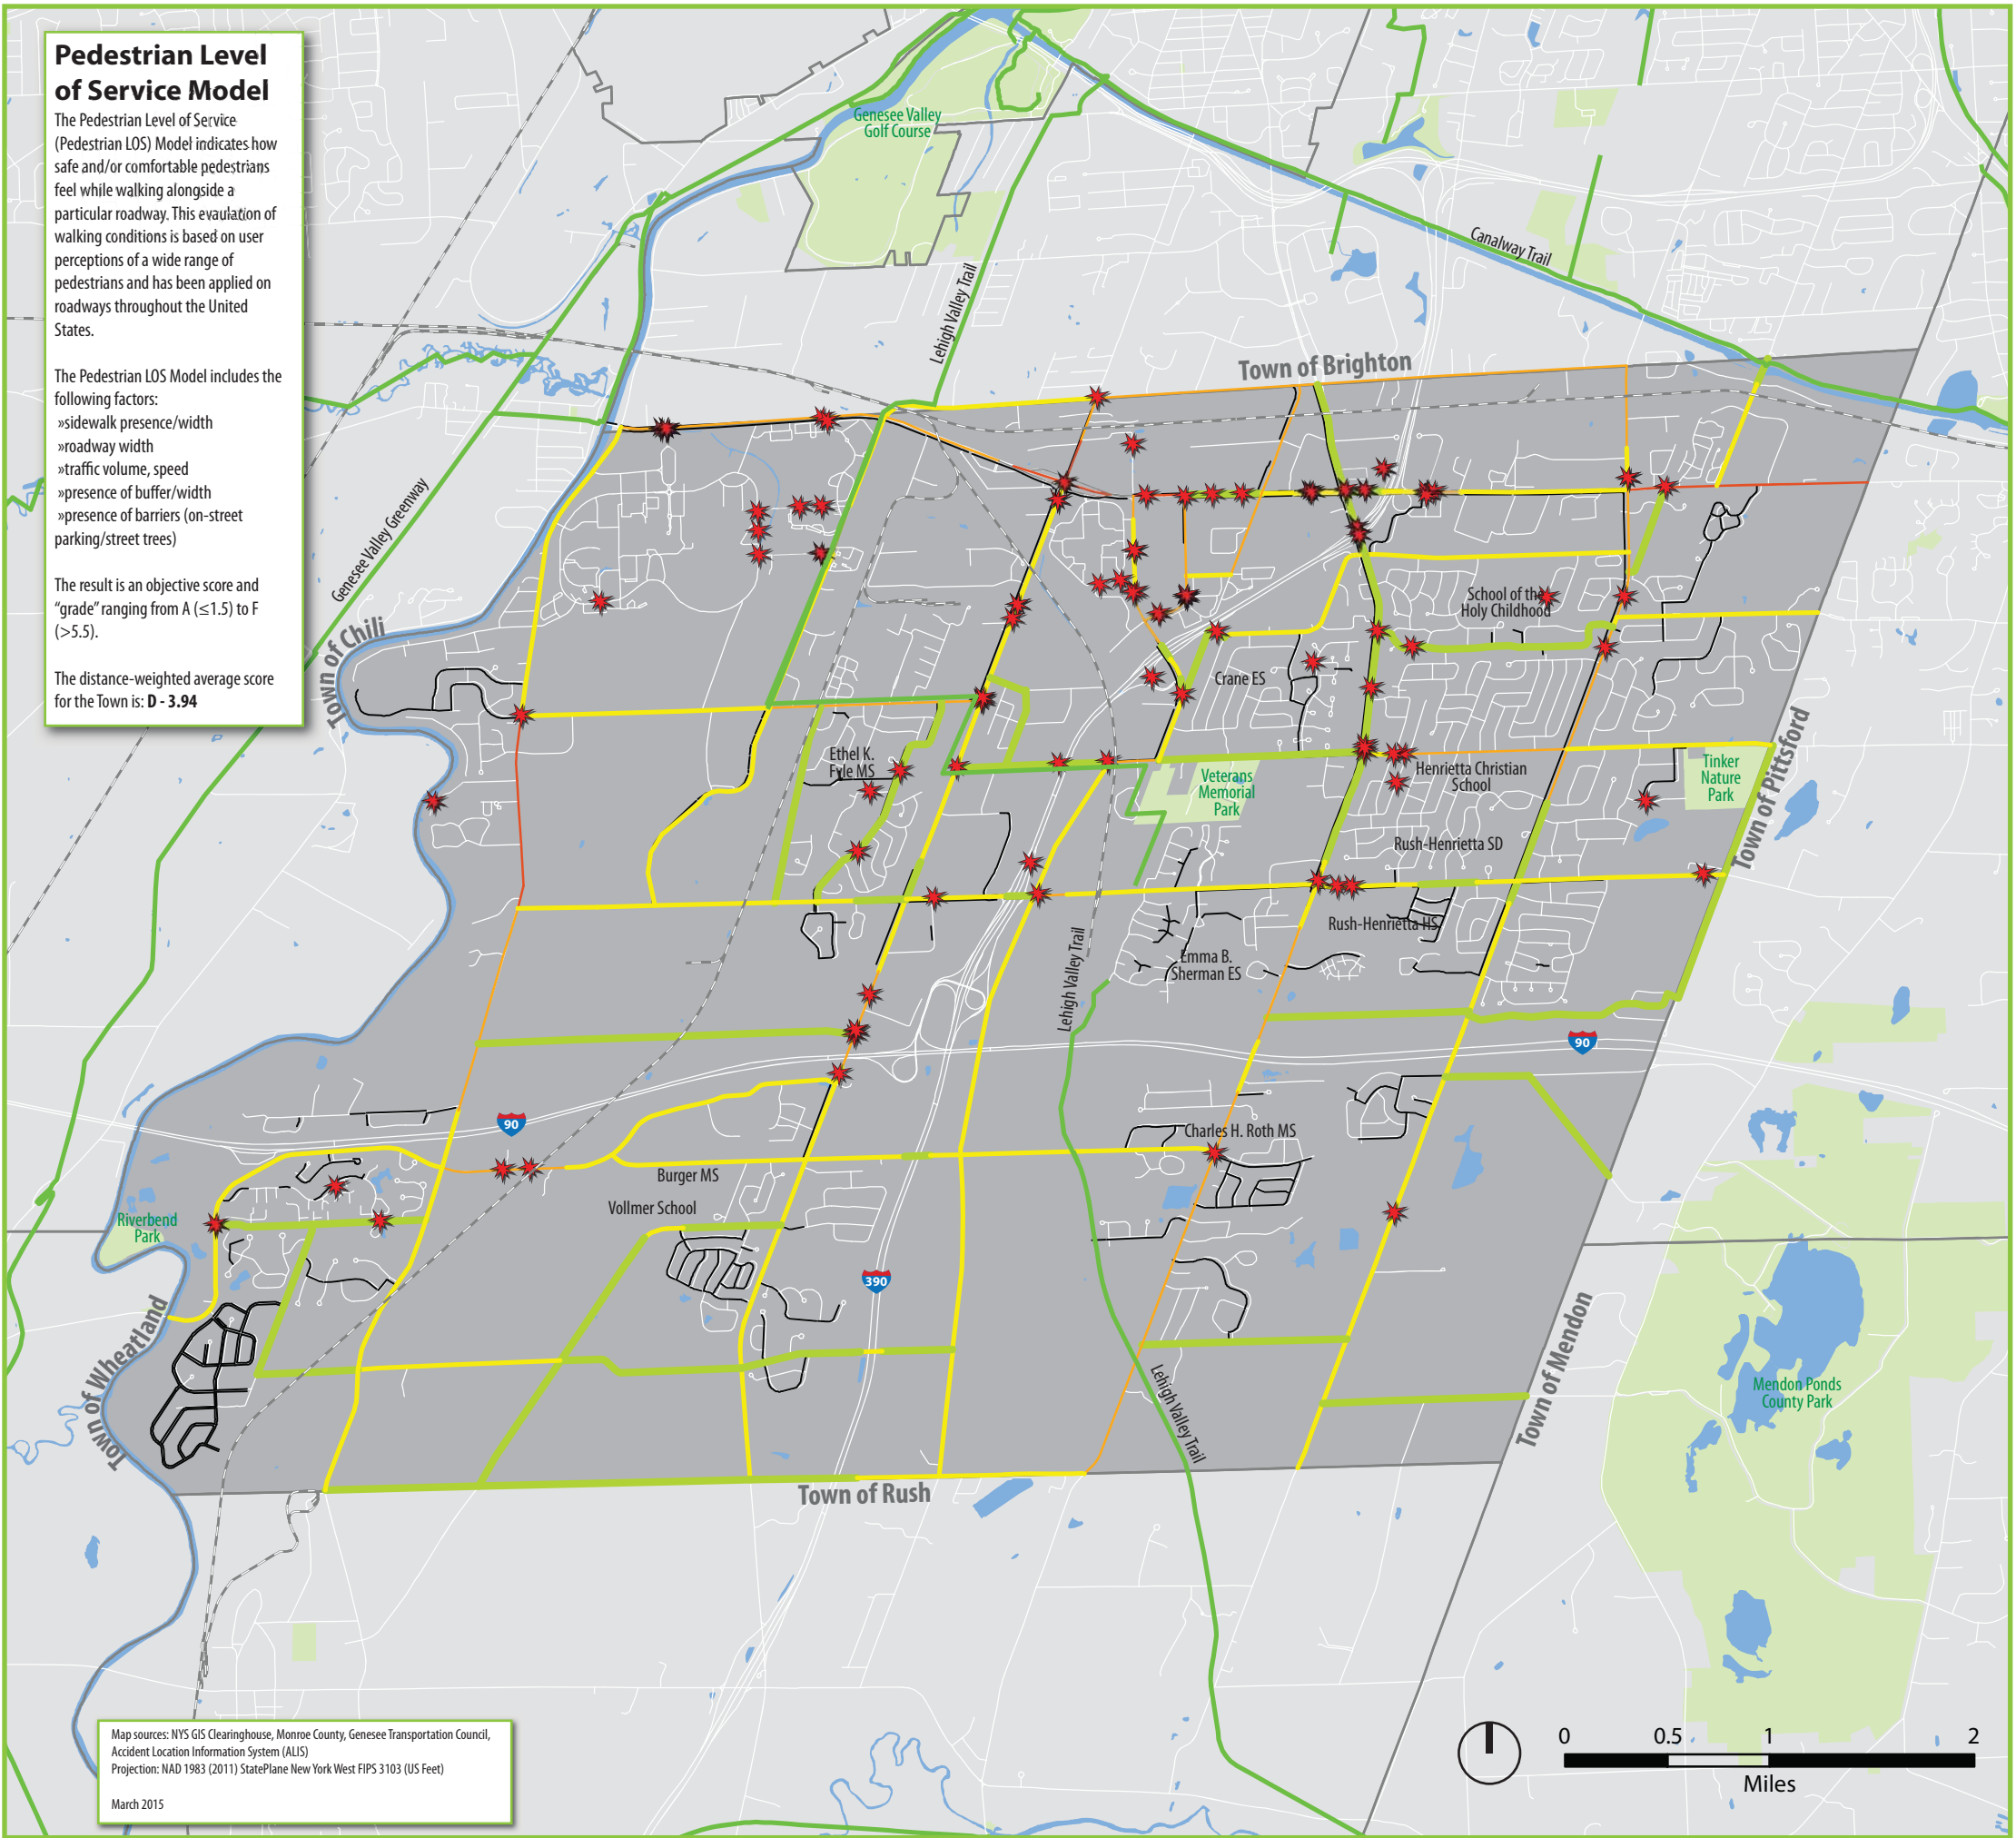 Pedestrian Level
of Service Model
The Pedestrian Level of Service
(Pedestrian LOS) Model indicates how
safe and/or comfortable pedestrians
feel while walking alongside a
particular roadway. This evaulation of
walking conditions is based on user
perceptions of a wide range of
pedestrians and has been applied on
roadways throughout the United
States.
The Pedestrian LOS Model includes the
following factors:
»sidewalk presence/width
»roadway width
»traffic volume, speed
»presence of buffer/width
»presence of barriers (on-street
parking/street trees)
The result is an objective score and
“grade” ranging from A (≤1.5) to F
(>5.5).
The distance-weighted average score
for the Town is: D - 3.94
Genesee Valley
Golf Course
Canalway Trail
Lehigh Valley Trail
Town of Brighton
Genesee Valley Greenway
Town of Chili
School of the
Holy Childhood
Crane ES
Ethel K.
Fyle MS
Veterans
Memorial
Park
Henrietta Christian
School
Tinker
Nature
Park
Town of Pittsford
Rush-Henrietta SD
Rush-Henrietta HS
Lehigh Valley Trail
Emma B.
Sherman ES
90
90
Charles H. Roth MS
Burger MS
Vollmer School
Riverbend
Park
390
Town of Wheatland
Town of Mendon
Lehigh Valley Trail
Mendon Ponds
County Park
Town of Rush
Map sources: NYS GIS Clearinghouse, Monroe County, Genesee Transportation Council,
Accident Location Information System (ALIS)
Projection: NAD 1983 (2011) StatePlane New York West FIPS 3103 (US Feet)
March 2015
0 0.5 1 2
Miles